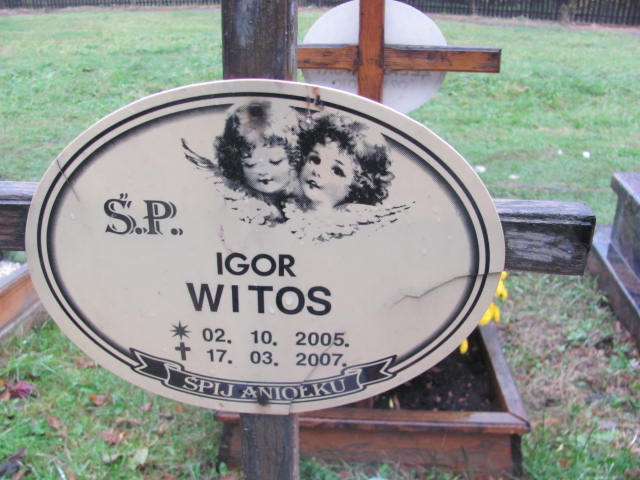 Ś.P.
IGOR
WITOS
* 02. 10. 2005.
✝ 17. 03. 2007.
ŚPIJ ANIOŁKU